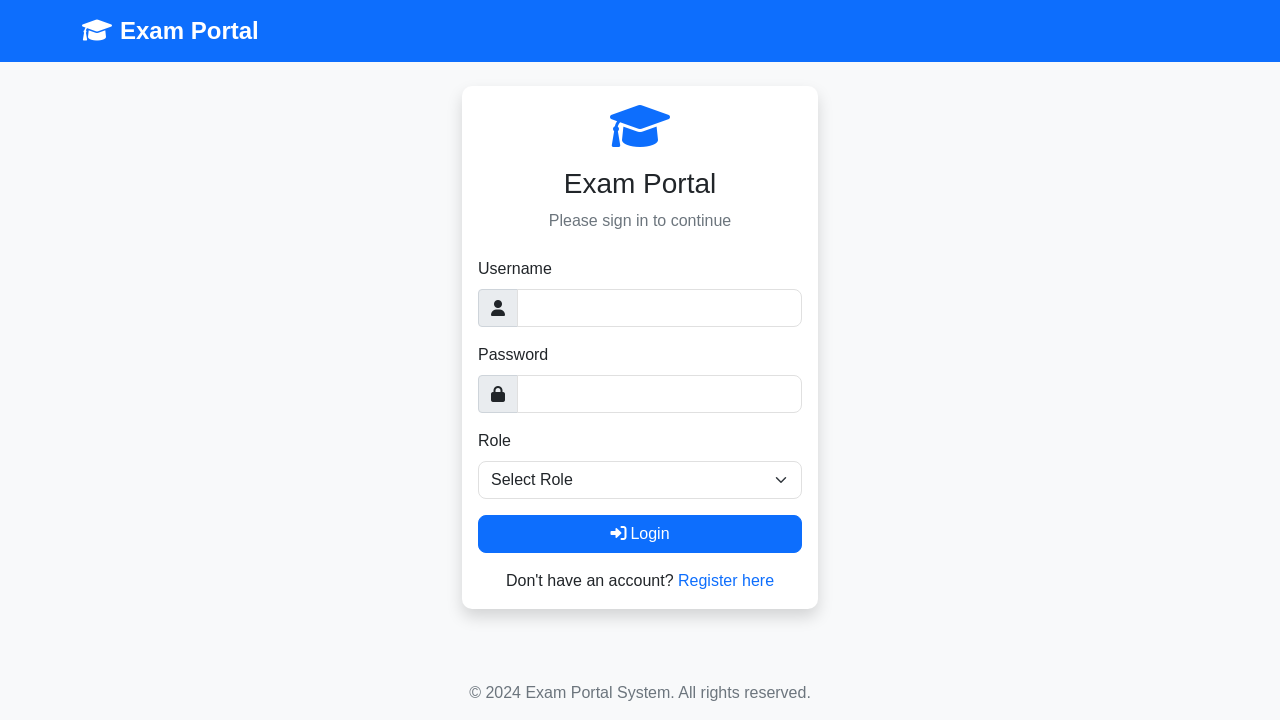 Exam Portal
Exam Portal
Please sign in to continue
Username
Password
Role
Select Role
Login
Don't have an account? Register here
© 2024 Exam Portal System. All rights reserved.